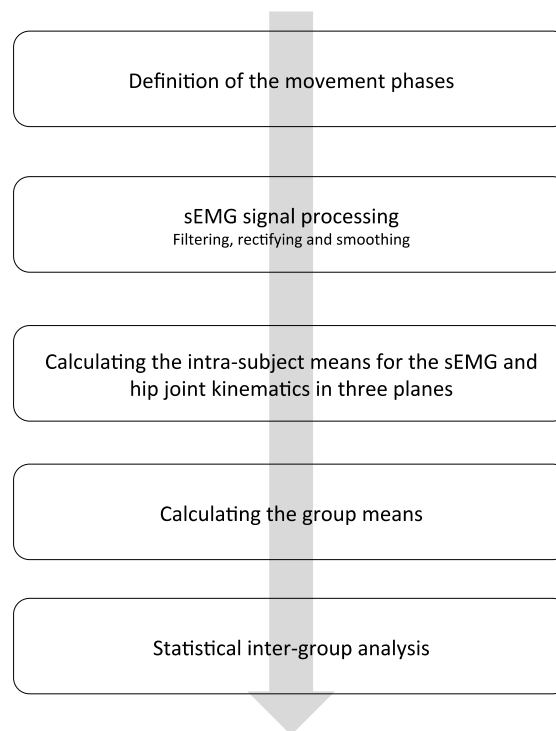 Definition of the movement phases
sEMG signal processing
Filtering, rectifying and smoothing
Calculating the intra-subject means for the sEMG and
hip joint kinematics in three planes
Calculating the group means
Statistical inter-group analysis